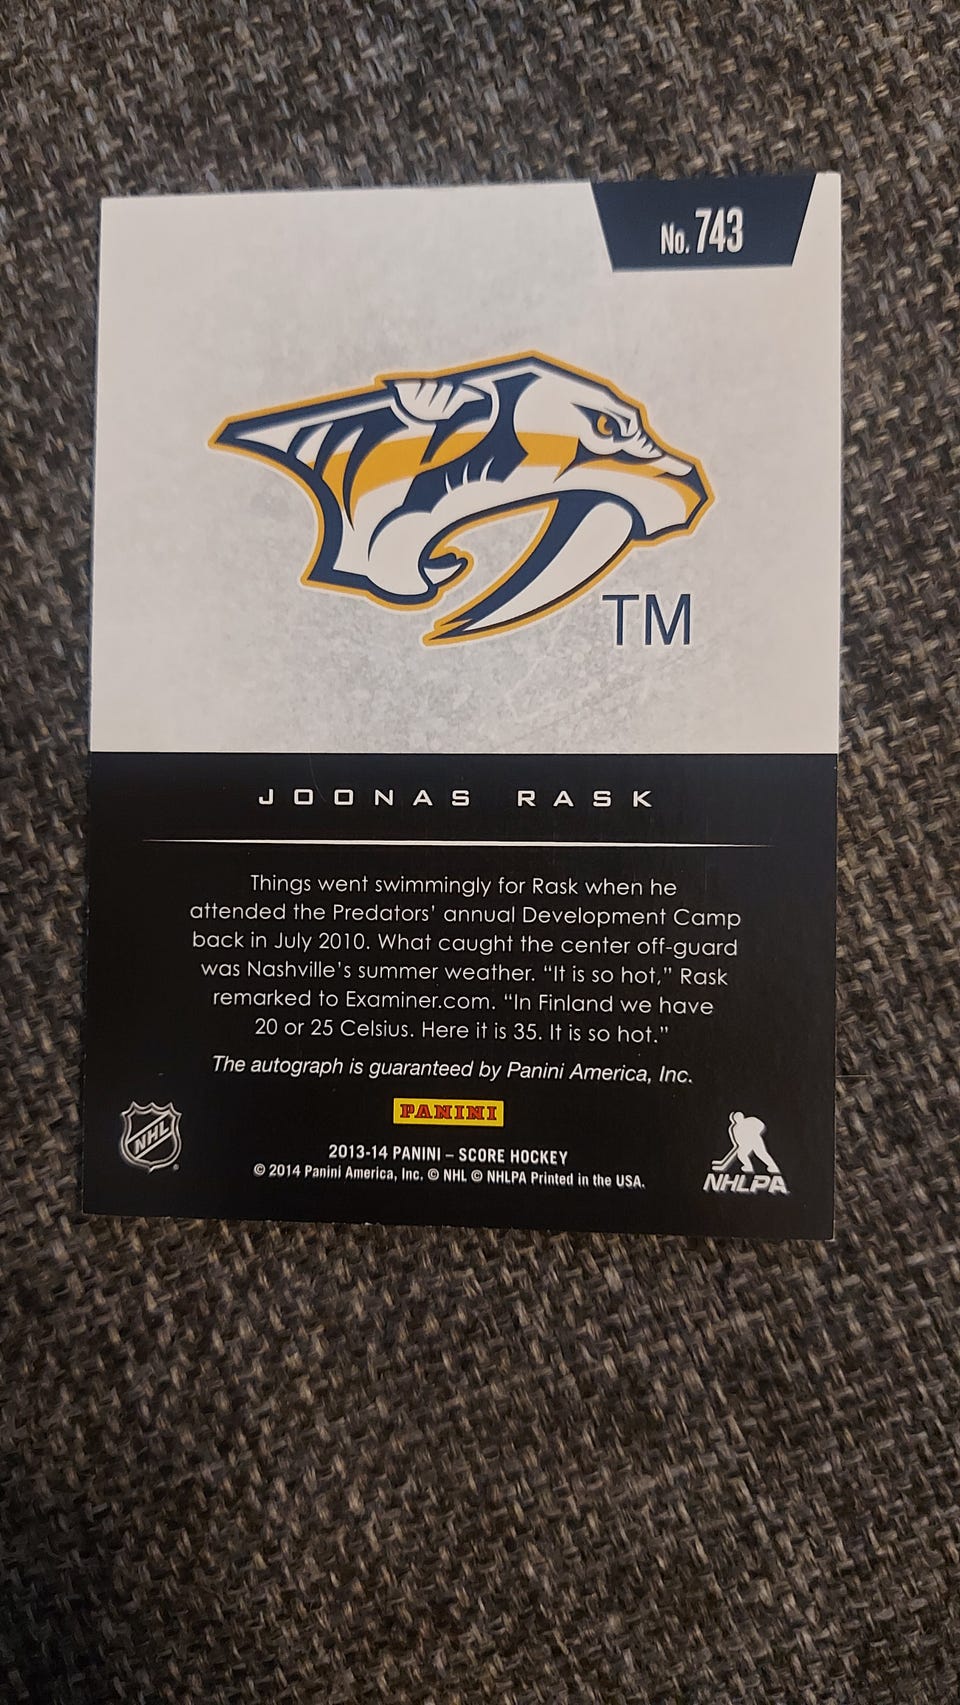 No. 743
TM
JOONAS RASK
Things went swimmingly for Rask when he
attended the Predators' annual Development Camp
back in July 2010. What caught the center off-guard
was Nashville's summer weather. “It is so hot,” Rask
remarked to Examiner.com. “In Finland we have
20 or 25 Celsius. Here it is 35. It is so hot.”
The autograph is guaranteed by Panini America, Inc.
PANINI
NHL ®
2013-14 PANINI – SCORE HOCKEY
© 2014 Panini America, Inc. © NHL © NHLPA Printed in the USA.
NHLPA